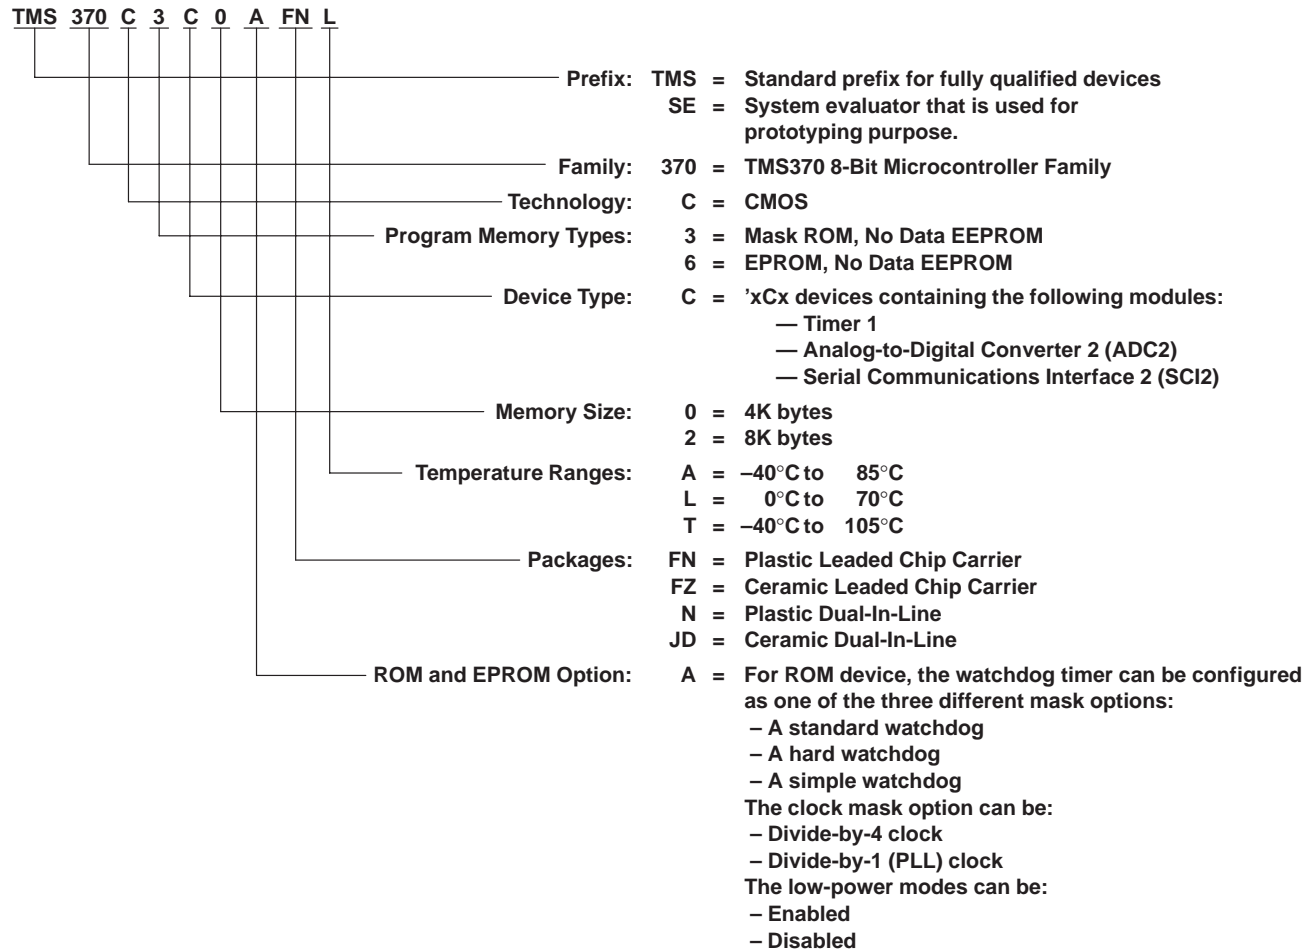 TMS 370 C 3 C 0 A FN L
Prefix: TMS = Standard prefix for fully qualified devices
SE = System evaluator that is used for
prototyping purpose.
Family: 370 = TMS370 8-Bit Microcontroller Family
Technology: C = CMOS
Program Memory Types: 3 = Mask ROM, No Data EEPROM
6 = EPROM, No Data EEPROM
Device Type: C = ’xCx devices containing the following modules:
— Timer 1
— Analog-to-Digital Converter 2 (ADC2)
— Serial Communications Interface 2 (SCI2)
Memory Size: 0 = 4K bytes
2 = 8K bytes
Temperature Ranges: A = –40°C to 85°C
L = 0°C to 70°C
T = –40°C to 105°C
Packages: FN = Plastic Leaded Chip Carrier
FZ = Ceramic Leaded Chip Carrier
N = Plastic Dual-In-Line
JD = Ceramic Dual-In-Line
ROM and EPROM Option: A = For ROM device, the watchdog timer can be configured
as one of the three different mask options:
– A standard watchdog
– A hard watchdog
– A simple watchdog
The clock mask option can be:
– Divide-by-4 clock
– Divide-by-1 (PLL) clock
The low-power modes can be:
– Enabled
– Disabled